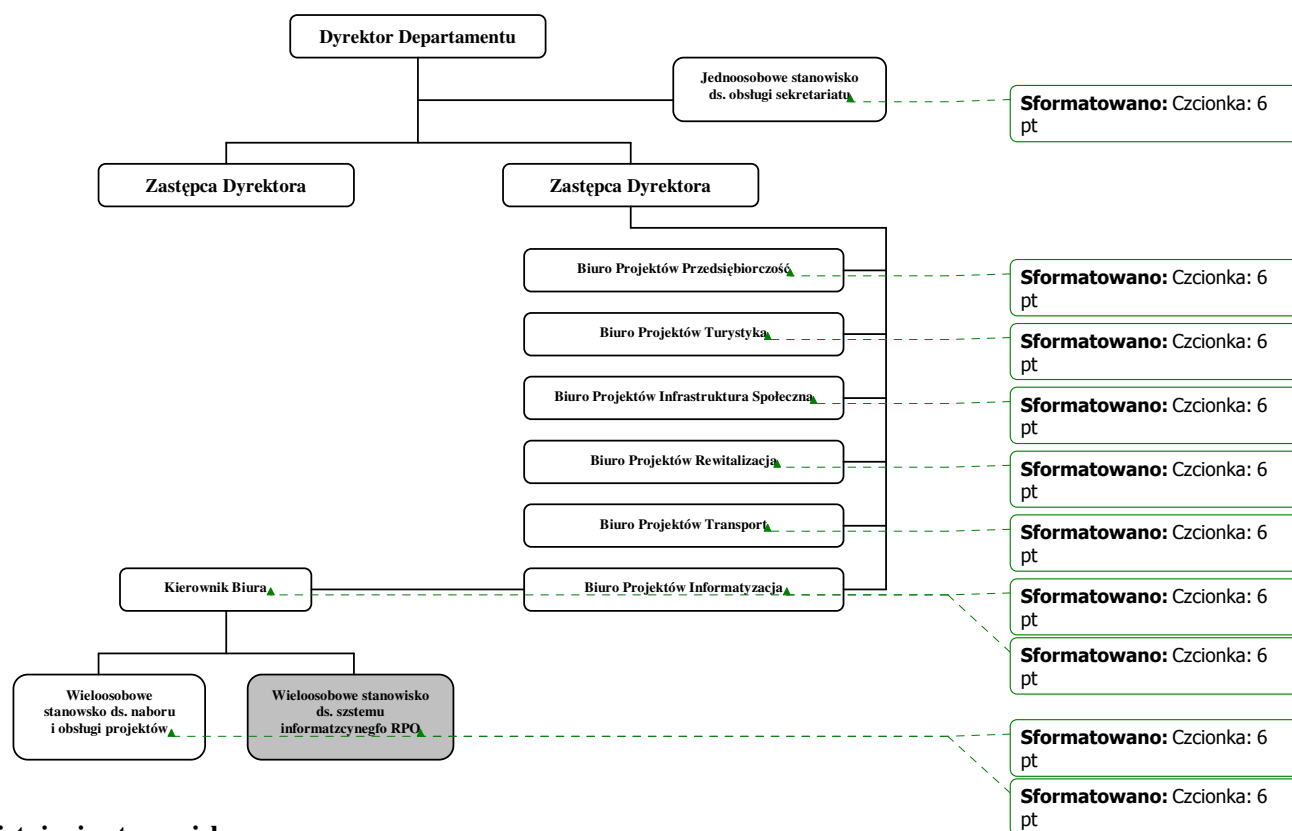 Dyrektor Departamentu
Jednoosobowe stanowisko
ds. obsługi sekretariatu
Sformatowano: Czcionka: 6
pt
Zastępca Dyrektora
Zastępca Dyrektora
Biuro Projektów Przedsiębiorczość
Sformatowano: Czcionka: 6
pt
Biuro Projektów Turystyka
Sformatowano: Czcionka: 6
pt
Biuro Projektów Infrastruktura Społeczna
Sformatowano: Czcionka: 6
pt
Biuro Projektów Rewitalizacja
Sformatowano: Czcionka: 6
pt
Biuro Projektów Transport
Sformatowano: Czcionka: 6
pt
Kierownik Biura
Biuro Projektów Informatyzacja
Sformatowano: Czcionka: 6
pt
Sformatowano: Czcionka: 6
pt
Wieloosobowe
stanowsko ds. naboru
i obsługi projektów
Wieloosobowe stanowisko
ds. szstemu
informatzcynegfo RPO
Sformatowano: Czcionka: 6
pt
Sformatowano: Czcionka: 6
pt